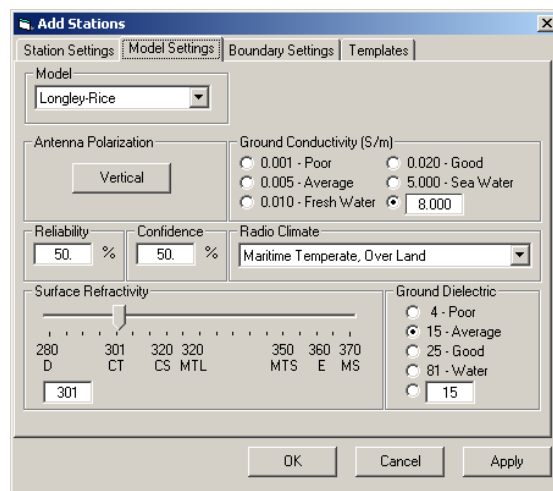 Add Stations
Station Settings Model Settings Boundary Settings Templates
Model
Longley-Rice
Antenna Polarization
Vertical
Ground Conductivity (S/m)
0.001 - Poor 0.020 - Good
0.005 - Average 5.000 - Sea Water
0.010 - Fresh Water 8.000
Reliability
50. %
Confidence
50. %
Radio Climate
Maritime Temperate, Over Land
Surface Refractivity
280 301 320 320 350 360 370
D CT CS MTL MTS E MS
301
Ground Dielectric
4 - Poor
15 - Average
25 - Good
81 - Water
15
OK Cancel Apply